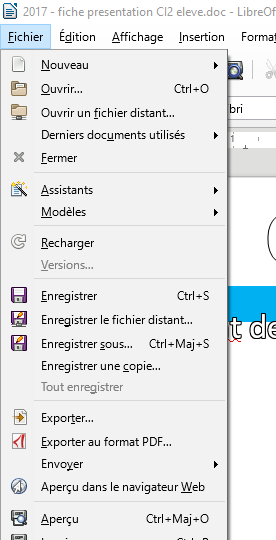 2017 - fiche presentation CI2 eleve.doc - LibreOf
Fichier Édition Affichage Insertion Forma
Nouveau
Ouvrir... Ctrl+O
Ouvrir un fichier distant...
bri
Derniers documents utilisés
Fermer
Assistants
Modèles
Recharger
Versions...
Enregistrer Ctrl+S
Enregistrer le fichier distant...
t de
Enregistrer sous... Ctrl+Maj+S
Enregistrer une copie...
Tout enregistrer
Exporter...
Exporter au format PDF...
Envoyer
Aperçu dans le navigateur Web
Aperçu Ctrl+Maj+O